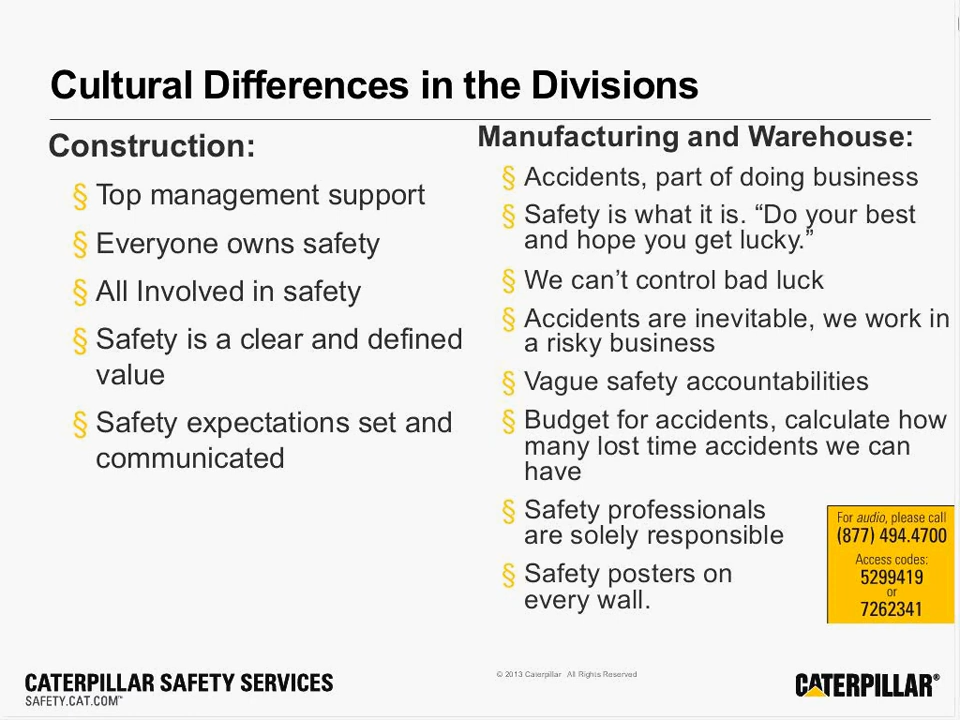 Cultural Differences in the Divisions
Construction:
§ Top management support
§ Everyone owns safety
§ All Involved in safety
§ Safety is a clear and defined
value
§ Safety expectations set and
communicated
Manufacturing and Warehouse:
§ Accidents, part of doing business
§ Safety is what it is. “Do your best
and hope you get lucky.”
§ We can’t control bad luck
§ Accidents are inevitable, we work in
a risky business
§ Vague safety accountabilities
§ Budget for accidents, calculate how
many lost time accidents we can
have
§ Safety professionals
are solely responsible
§ Safety posters on
every wall.
For audio, please call
(877) 494.4700
Access codes:
5299419
or
7262341
CATERPILLAR SAFETY SERVICES
SAFETY.CAT.COM™
© 2013 Caterpillar All Rights Reserved
CATERPILLAR®